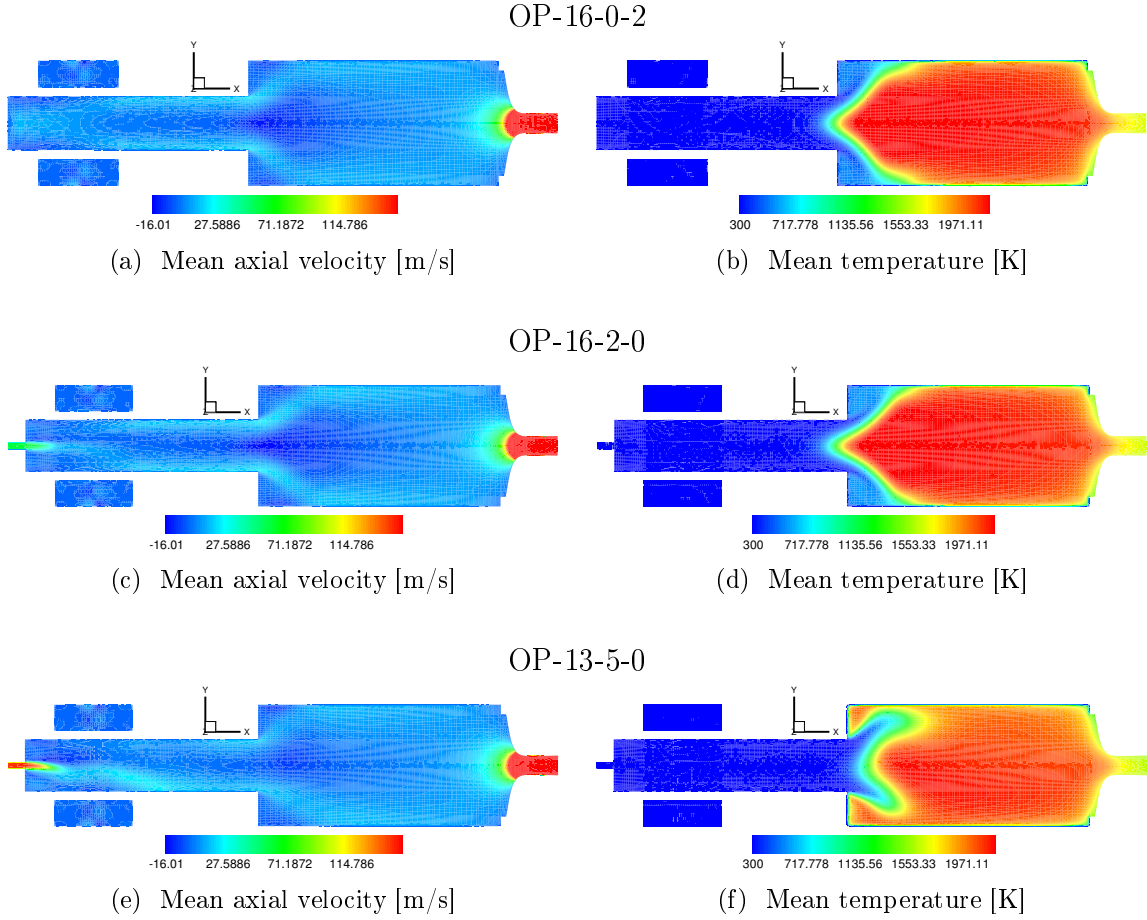 OP-16-0-2
Y
Z X
Y
Z X
-16.01 27.5886 71.1872 114.786
300 717.778 1135.56 1553.33 1971.11
(a) Mean axial velocity [m/s]
(b) Mean temperature [K]
OP-16-2-0
Y
Z X
Y
Z X
-16.01 27.5886 71.1872 114.786
300 717.778 1135.56 1553.33 1971.11
(c) Mean axial velocity [m/s]
(d) Mean temperature [K]
OP-13-5-0
Y
Z X
Y
Z X
-16.01 27.5886 71.1872 114.786
300 717.778 1135.56 1553.33 1971.11
(e) Mean axial velocity [m/s]
(f) Mean temperature [K]